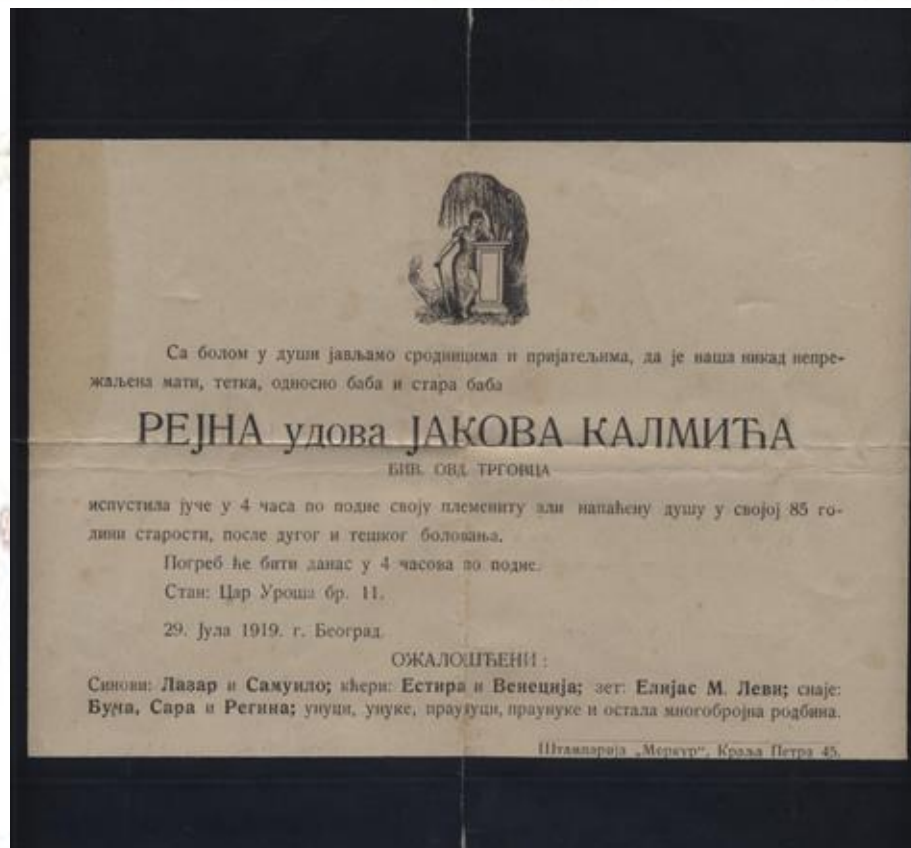 Са болом у души јављамо сродницима и пријатељима, да је наша никад непре-
жаљена мати, тетка, односно баба и стара баба
РЕЈНА удова ЈАКОВА КАЛМИЋА
БИВ. ОВД. ТРГОВЦА
испустила јуче у 4 часа по подне своју племениту али напаћену душу у својој 85 го-
дини старости, после дугог и тешког боловања.
Погреб ће бити данас у 4 часова по подне.
Стан: Цар Уроша бр. 11.
29. Јула 1919. г. Београд.
ОЖАЛОШЋЕНИ:
Синови: Лазар и Самуило; кћери: Естира и Венеција; зет: Елијас М. Леви; снаје:
Буча, Сара и Регина; унуци, унуке, праунуци, праунуке и остала многобројна родбина.
Штампарија „Меркур“, Краља Петра 45.